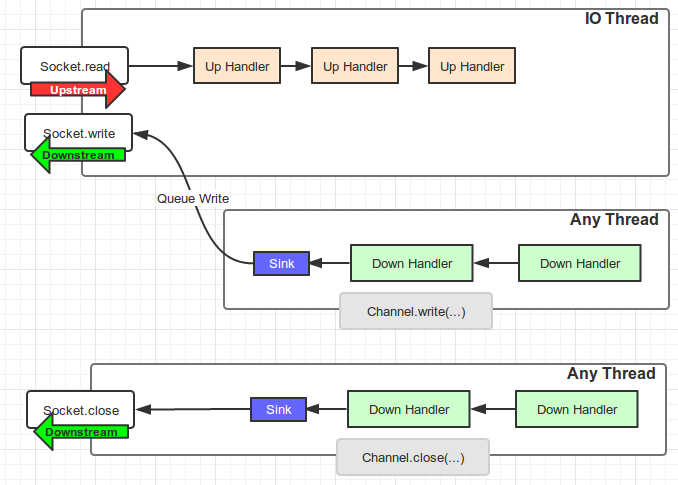 IO Thread
Socket.read
Up Handler
Up Handler
Up Handler
Upstream
Socket.write
Downstream
Queue Write
Any Thread
Sink
Down Handler
Down Handler
Channel.write(...)
Any Thread
Socket.close
Sink
Down Handler
Down Handler
Downstream
Channel.close(...)